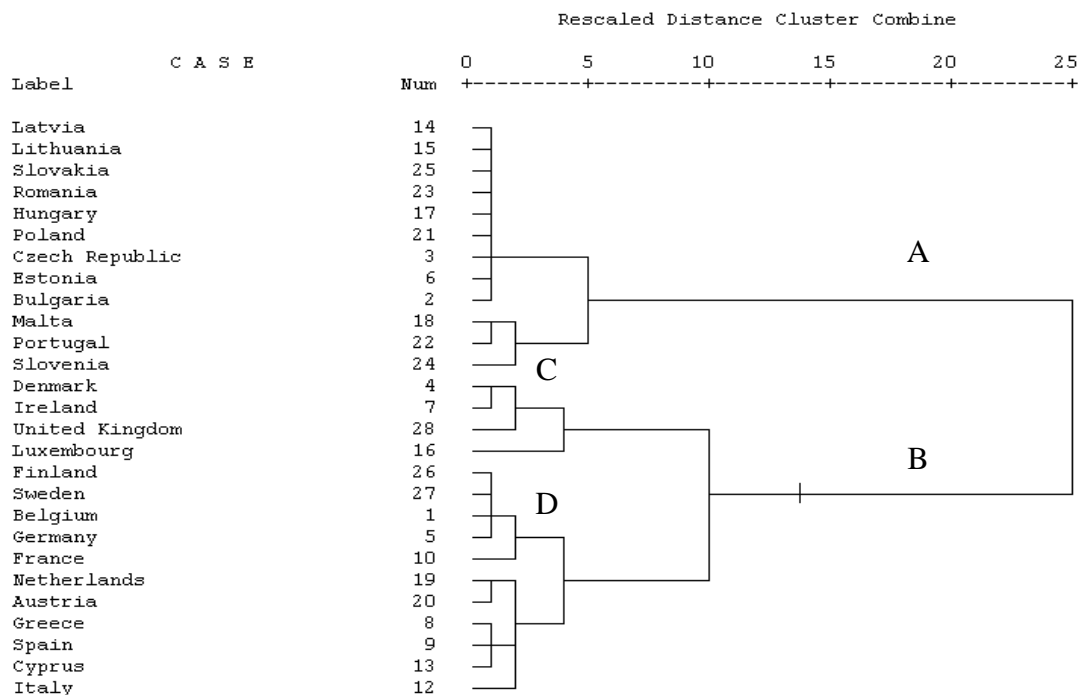 Rescaled Distance Cluster Combine
C A S E 0 5 10 15 20 25
Label Num +---------+---------+---------+---------+---------+
Latvia 14
Lithuania 15
Slovakia 25
Romania 23
Hungary 17
Poland 21
Czech Republic 3 A
Estonia 6
Bulgaria 2
Malta 18
Portugal 22
Slovenia 24 C
Denmark 4
Ireland 7
United Kingdom 28
Luxembourg 16 B
Finland 26
Sweden 27 D
Belgium 1
Germany 5
France 10
Netherlands 19
Austria 20
Greece 8
Spain 9
Cyprus 13
Italy 12